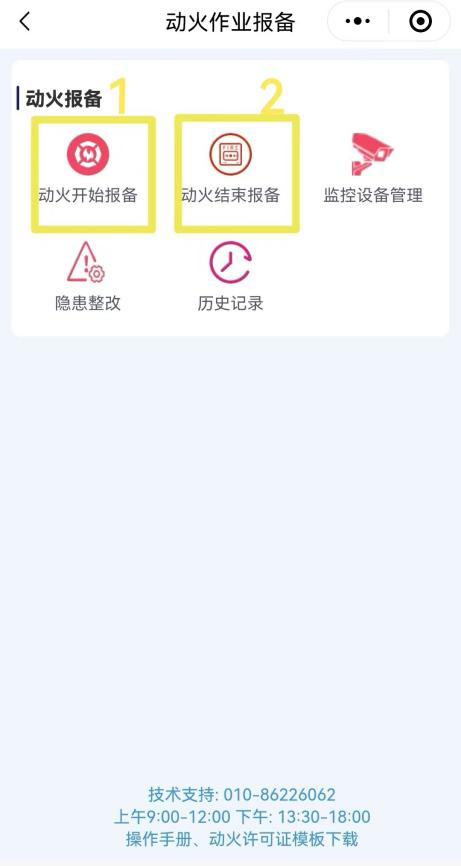 动火作业报备
动火报备 1 2
动火开始报备 动火结束报备 监控设备管理
隐患整改 历史记录
技术支持: 010-86226062
上午9:00-12:00 下午: 13:30-18:00
操作手册、动火许可证模板下载